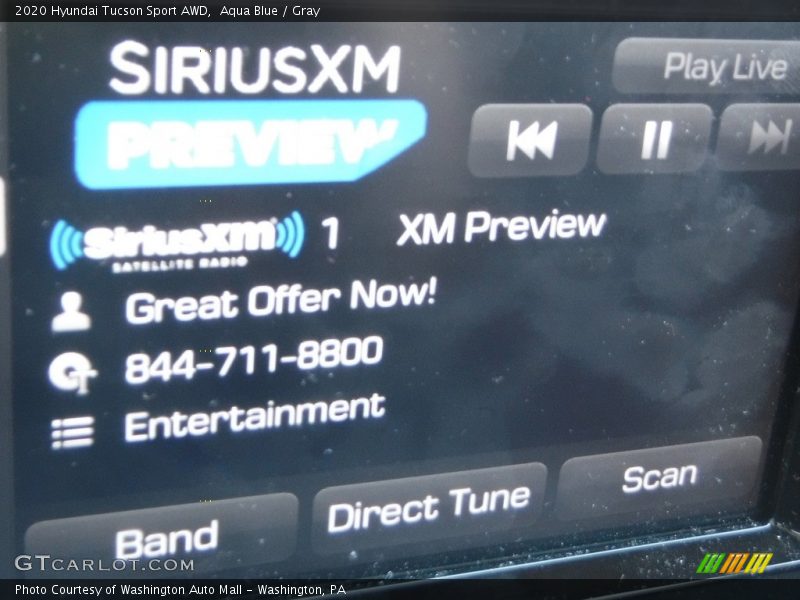 2020 Hyundai Tucson Sport AWD,  Aqua Blue / Gray
SIRIUSXM
Play Live
PREVIEW
SiriusXM 1 XM Preview
SATELLITE RADIO
Great Offer Now!
844-711-8800
Entertainment
Band Direct Tune Scan
GTCARLOT.COM
Photo Courtesy of Washington Auto Mall - Washington, PA